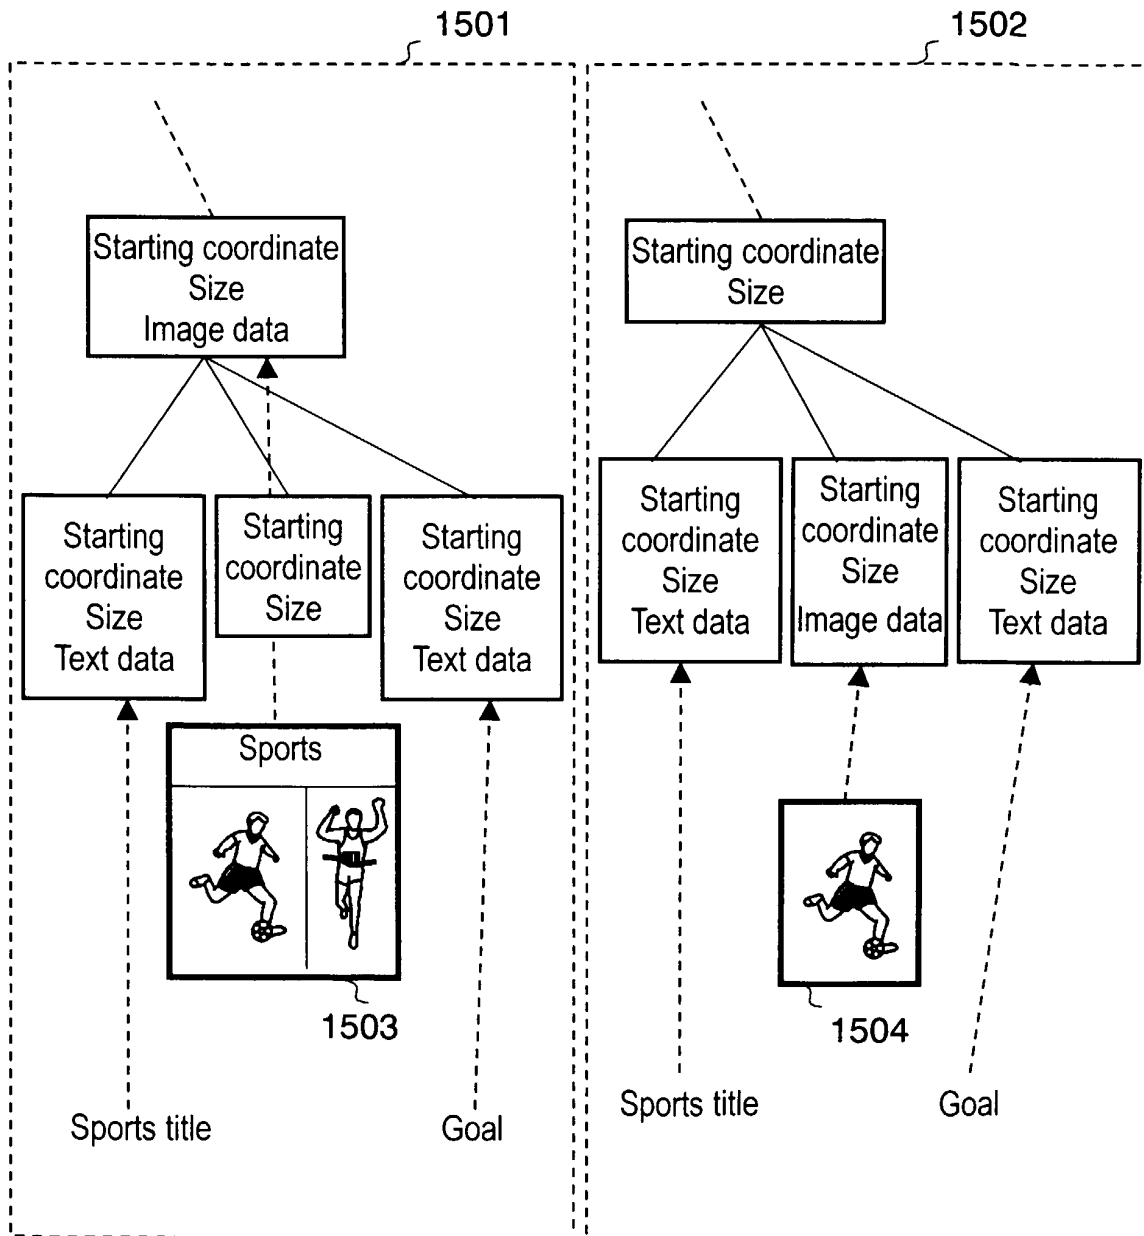 1501
1502
Starting coordinate
Size
Image data
Starting coordinate
Size
Starting
coordinate
Size
Text data
Starting
coordinate
Size
Starting
coordinate
Size
Text data
Starting
coordinate
Size
Text data
Starting
coordinate
Size
Image data
Starting
coordinate
Size
Text data
Sports
1503
1504
Sports title
Goal
Sports title
Goal